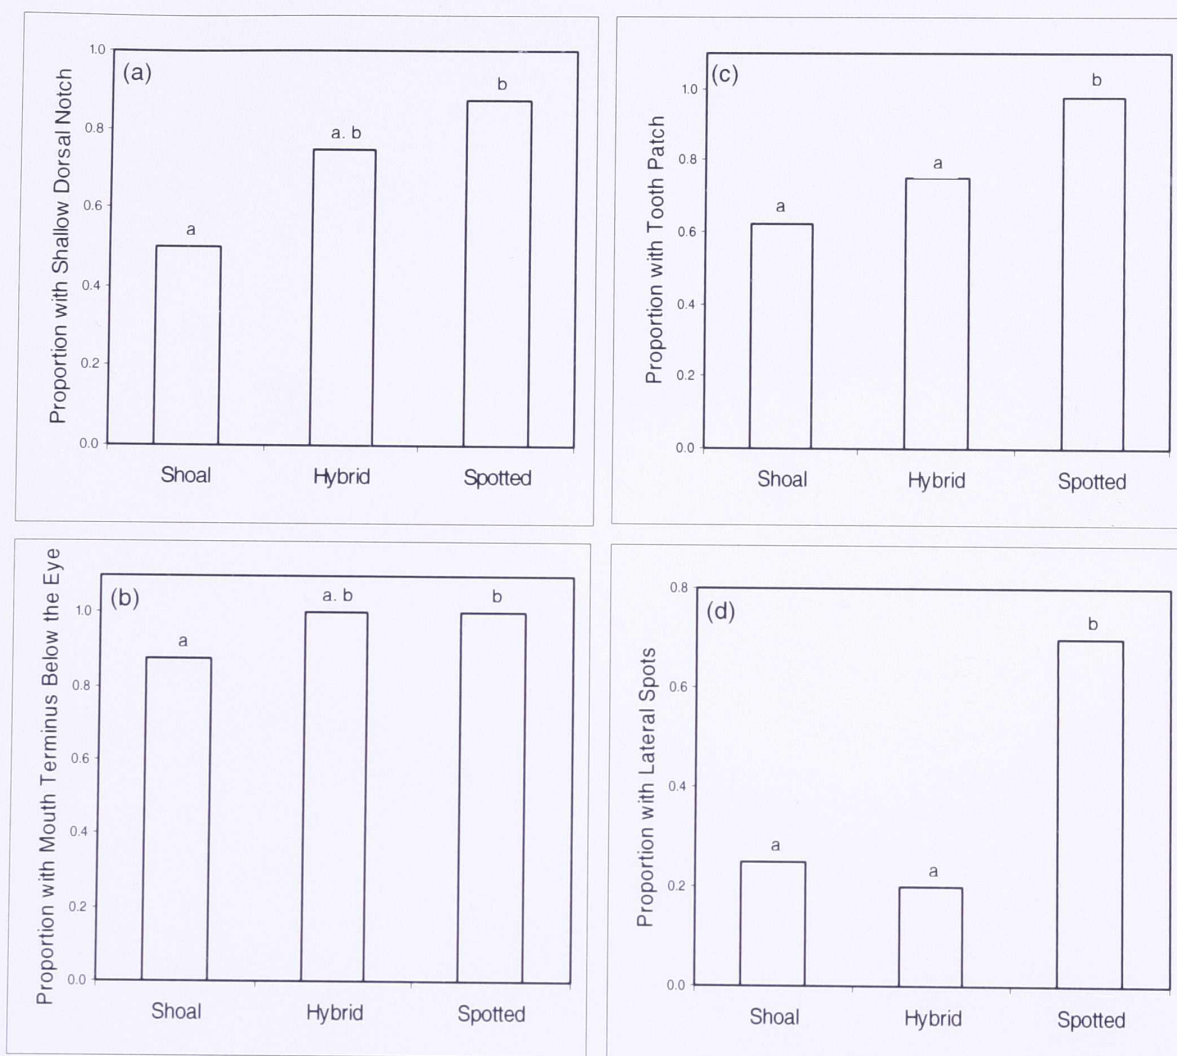 Proportion with Shallow Dorsal Notch
(a)
1.0
0.8
0.6
0.4
0.2
0.0
a
a. b
b
Shoal
Hybrid
Spotted
Proportion with Tooth Patch
(c)
1.0
0.8
0.6
0.4
0.2
0.0
a
a
b
Shoal
Hybrid
Spotted
Proportion with Mouth Terminus Below the Eye
(b)
1.0
0.8
0.6
0.4
0.2
0.0
a
a. b
b
Shoal
Hybrid
Spotted
Proportion with Lateral Spots
(d)
0.8
0.6
0.4
0.2
0.0
a
a
b
Shoal
Hybrid
Spotted